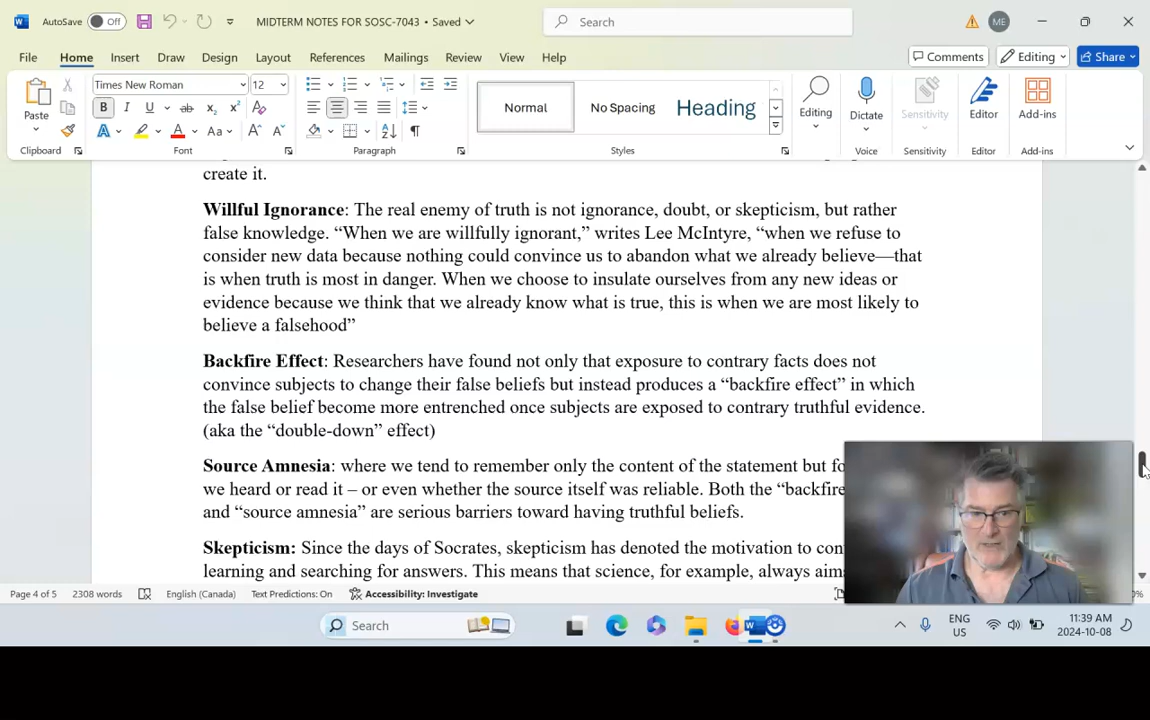 AutoSave Off MIDTERM NOTES FOR SOSC-7043 • Saved Search ME
File Home Insert Draw Design Layout References Mailings Review View Help Comments Editing Share
Times New Roman 12
Paste B I U ab x₂ x² Normal No Spacing Heading Editing Dictate Sensitivity Editor Add-ins
A A Aa A A
Clipboard Font Paragraph Styles Voice Sensitivity Editor Add-ins
create it.
Willful Ignorance: The real enemy of truth is not ignorance, doubt, or skepticism, but rather
false knowledge. “When we are willfully ignorant,” writes Lee McIntyre, “when we refuse to
consider new data because nothing could convince us to abandon what we already believe—that
is when truth is most in danger. When we choose to insulate ourselves from any new ideas or
evidence because we think that we already know what is true, this is when we are most likely to
believe a falsehood”
Backfire Effect: Researchers have found not only that exposure to contrary facts does not
convince subjects to change their false beliefs but instead produces a “backfire effect” in which
the false belief become more entrenched once subjects are exposed to contrary truthful evidence.
(aka the “double-down” effect)
Source Amnesia: where we tend to remember only the content of the statement but fo
we heard or read it – or even whether the source itself was reliable. Both the “backfire
and “source amnesia” are serious barriers toward having truthful beliefs.
Skepticism: Since the days of Socrates, skepticism has denoted the motivation to con
learning and searching for answers. This means that science, for example, always aims
Page 4 of 5 2308 words English (Canada) Text Predictions: On Accessibility: Investigate 0%
Search ENG US 11:39 AM 2024-10-08